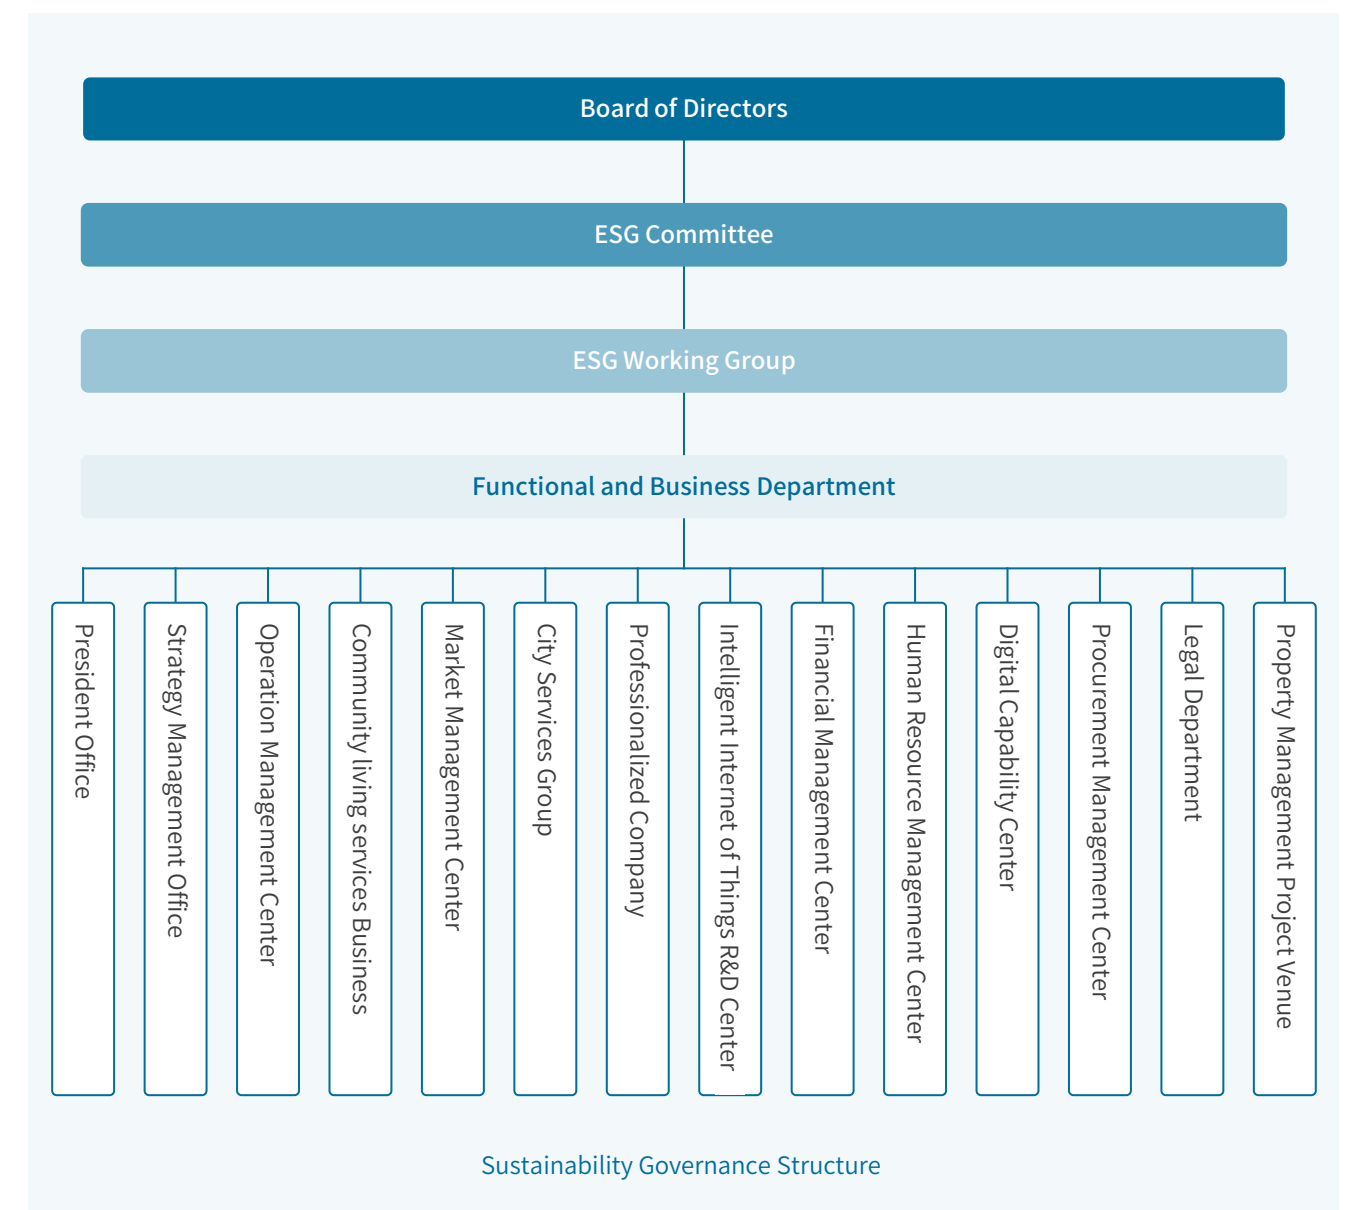 Board of Directors
ESG Committee
ESG Working Group
Functional and Business Department
President Office
Strategy Management Office
Operation Management Center
Community living services Business
Market Management Center
City Services Group
Professionalized Company
Intelligent Internet of Things R&D Center
Financial Management Center
Human Resource Management Center
Digital Capability Center
Procurement Management Center
Legal Department
Property Management Project Venue
Sustainability Governance Structure